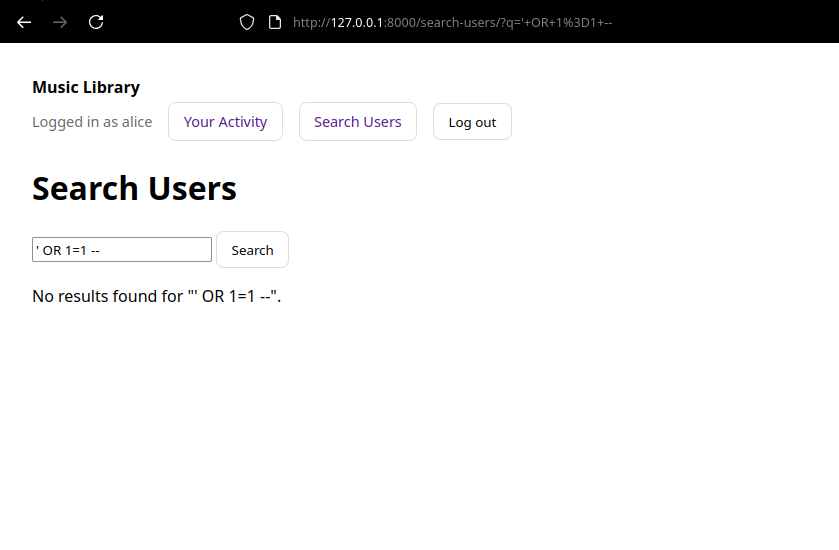 http://127.0.0.1:8000/search-users/?q='+OR+1%3D1+--
Music Library
Logged in as alice Your Activity Search Users Log out
Search Users
' OR 1=1 -- Search
No results found for "' OR 1=1 --".